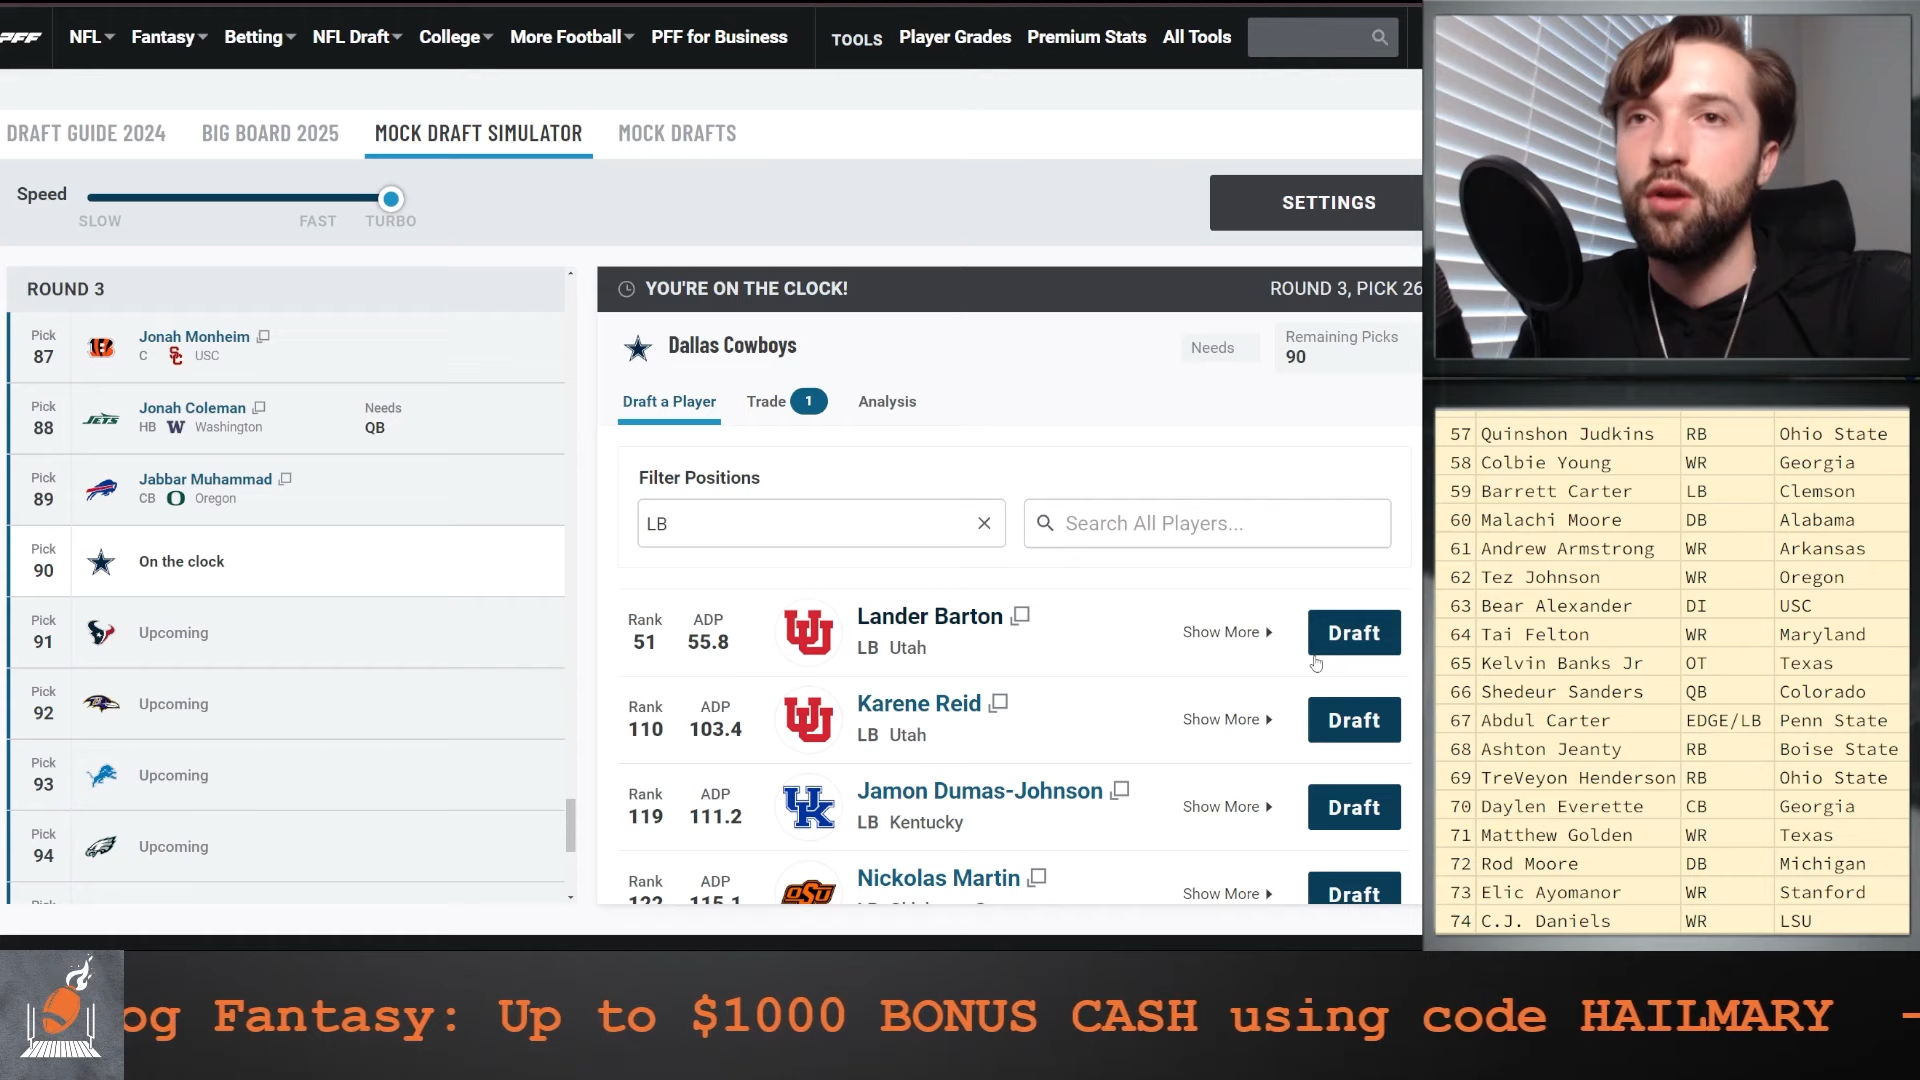 PFF NFL Fantasy Betting NFL Draft College More Football PFF for Business TOOLS Player Grades Premium Stats All Tools
DRAFT GUIDE 2024 BIG BOARD 2025 MOCK DRAFT SIMULATOR MOCK DRAFTS
Speed
SLOW FAST TURBO
SETTINGS
ROUND 3
Pick 87 Jonah Monheim
C SC USC
Pick 88 JETS Jonah Coleman Needs
HB W Washington QB
Pick 89 Jabbar Muhammad
CB O Oregon
Pick 90 On the clock
Pick 91 Upcoming
Pick 92 Upcoming
Pick 93 Upcoming
Pick 94 Upcoming
YOU'RE ON THE CLOCK! ROUND 3, PICK 26
Dallas Cowboys Needs Remaining Picks
90
Draft a Player Trade 1 Analysis
Filter Positions
LB Search All Players...
Rank ADP Lander Barton
51 55.8 LB Utah Show More Draft
Rank ADP Karene Reid
110 103.4 LB Utah Show More Draft
Rank ADP Jamon Dumas-Johnson
119 111.2 UK LB Kentucky Show More Draft
Rank ADP Nickolas Martin
122 115.1 OSU Show More Draft
57 Quinshon Judkins RB Ohio State
58 Colbie Young WR Georgia
59 Barrett Carter LB Clemson
60 Malachi Moore DB Alabama
61 Andrew Armstrong WR Arkansas
62 Tez Johnson WR Oregon
63 Bear Alexander DI USC
64 Tai Felton WR Maryland
65 Kelvin Banks Jr OT Texas
66 Shedeur Sanders QB Colorado
67 Abdul Carter EDGE/LB Penn State
68 Ashton Jeanty RB Boise State
69 TreVeyon Henderson RB Ohio State
70 Daylen Everette CB Georgia
71 Matthew Golden WR Texas
72 Rod Moore DB Michigan
73 Elic Ayomanor WR Stanford
74 C.J. Daniels WR LSU
og Fantasy: Up to $1000 BONUS CASH using code HAILMARY -